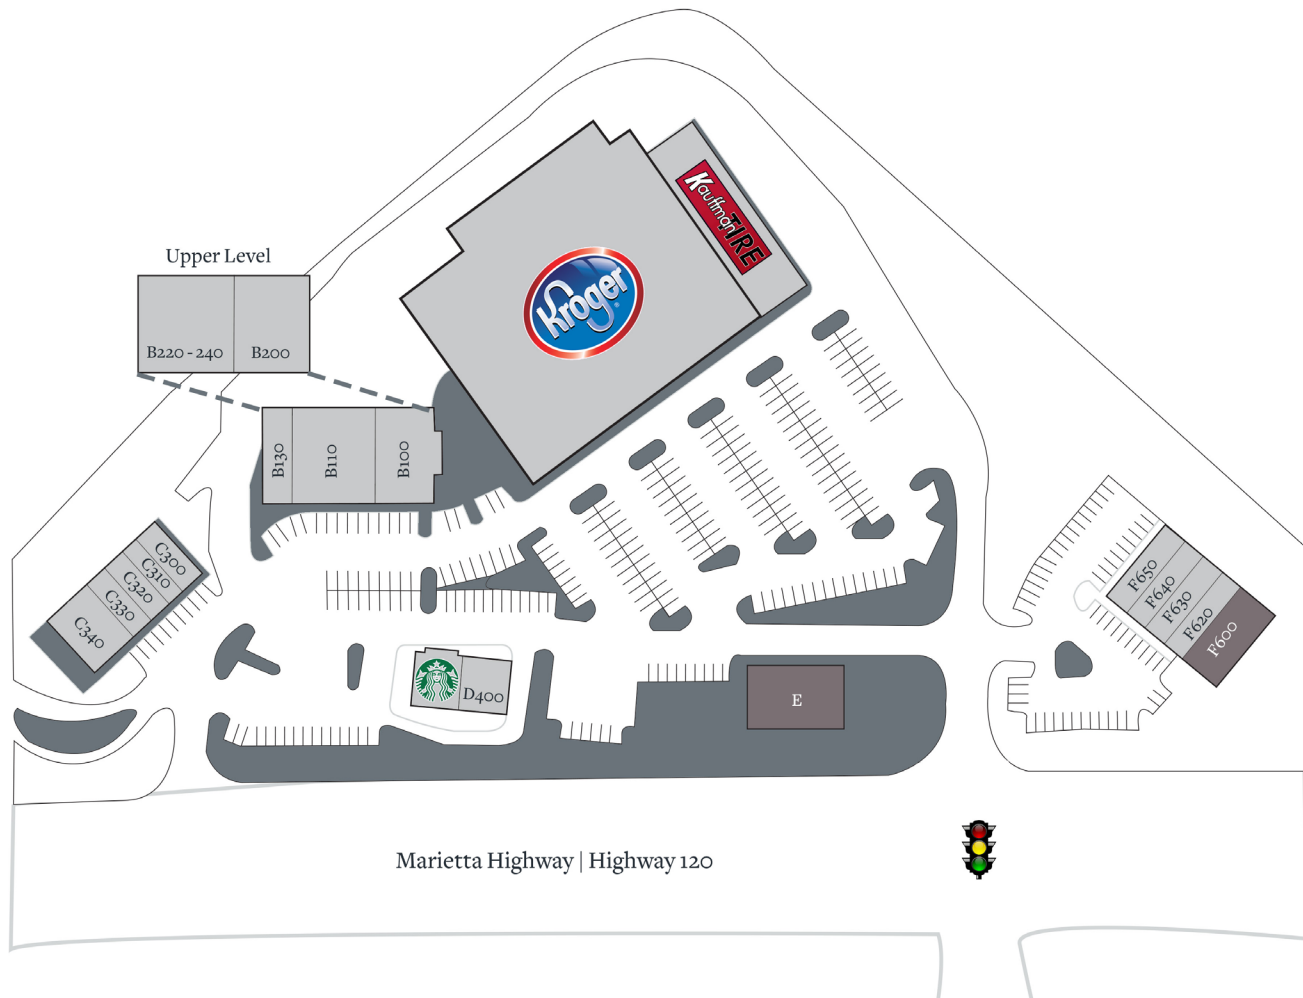 Kauffman
TIRE
Kroger
Upper Level
B220 - 240
B200
B130
B110
B100
C300
C310
C320
C330
C340
D400
E
F650
F640
F630
F620
F600
Marietta Highway | Highway 120